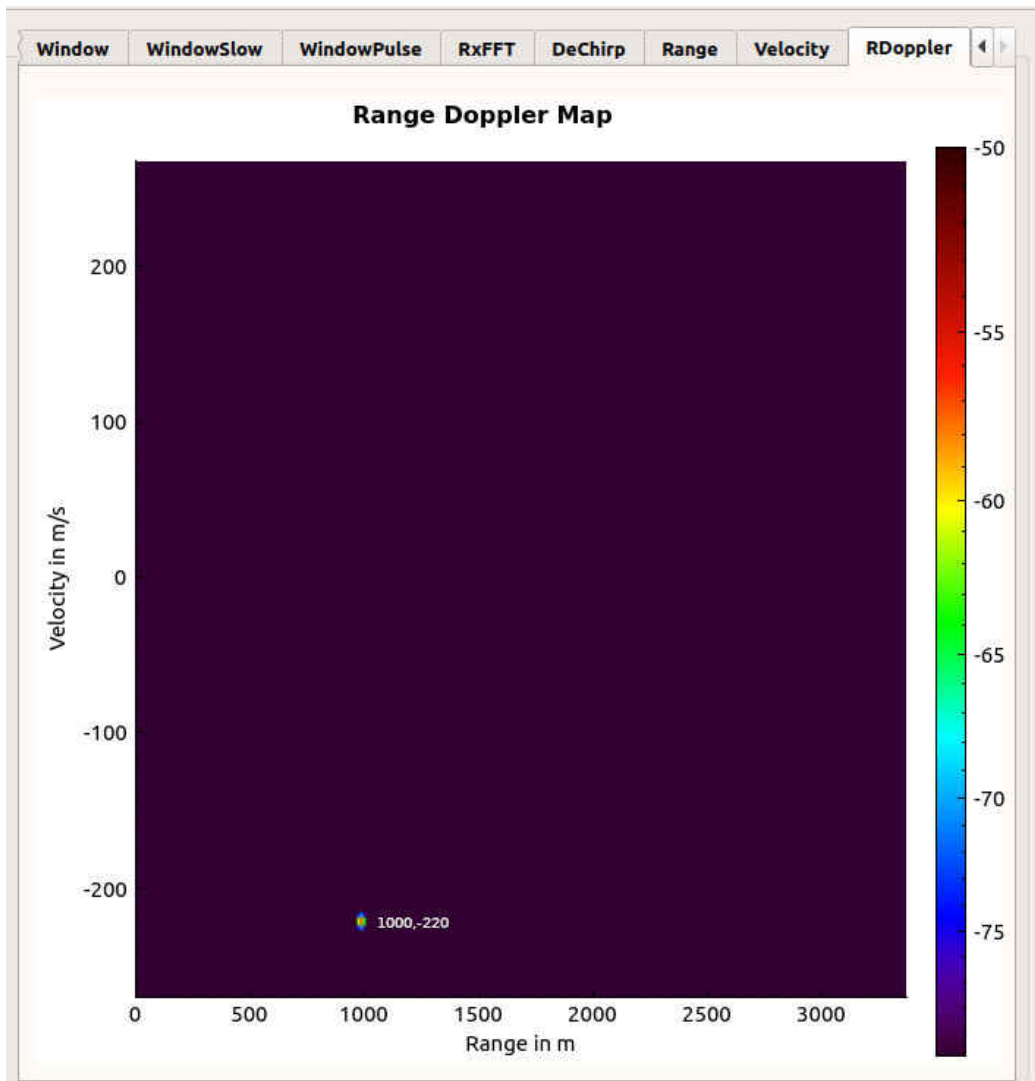 Window WindowSlow WindowPulse RxFFT DeChirp Range Velocity RDoppler
Range Doppler Map
-50
-55
-60
-65
-70
-75
200
100
0
-100
-200
Velocity in m/s
1000,-220
0 500 1000 1500 2000 2500 3000
Range in m